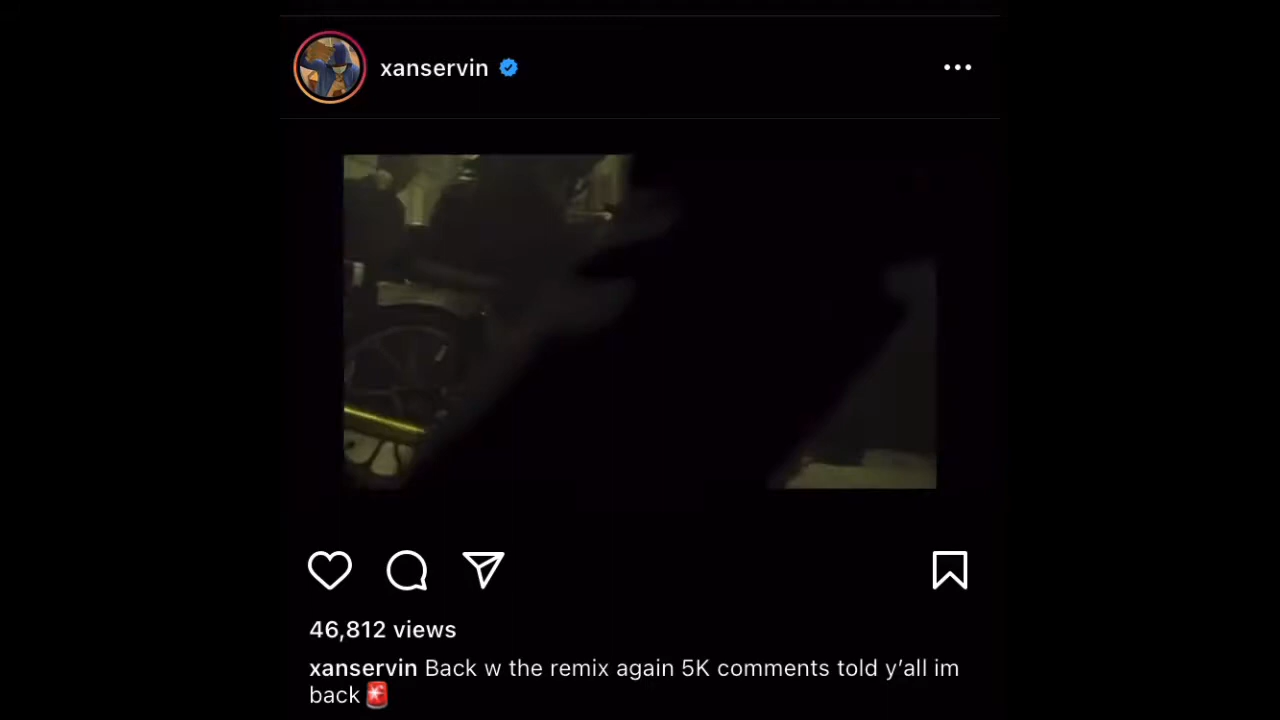 xanservin
46,812 views
xanservin Back w the remix again 5K comments told y’all im
back🚨